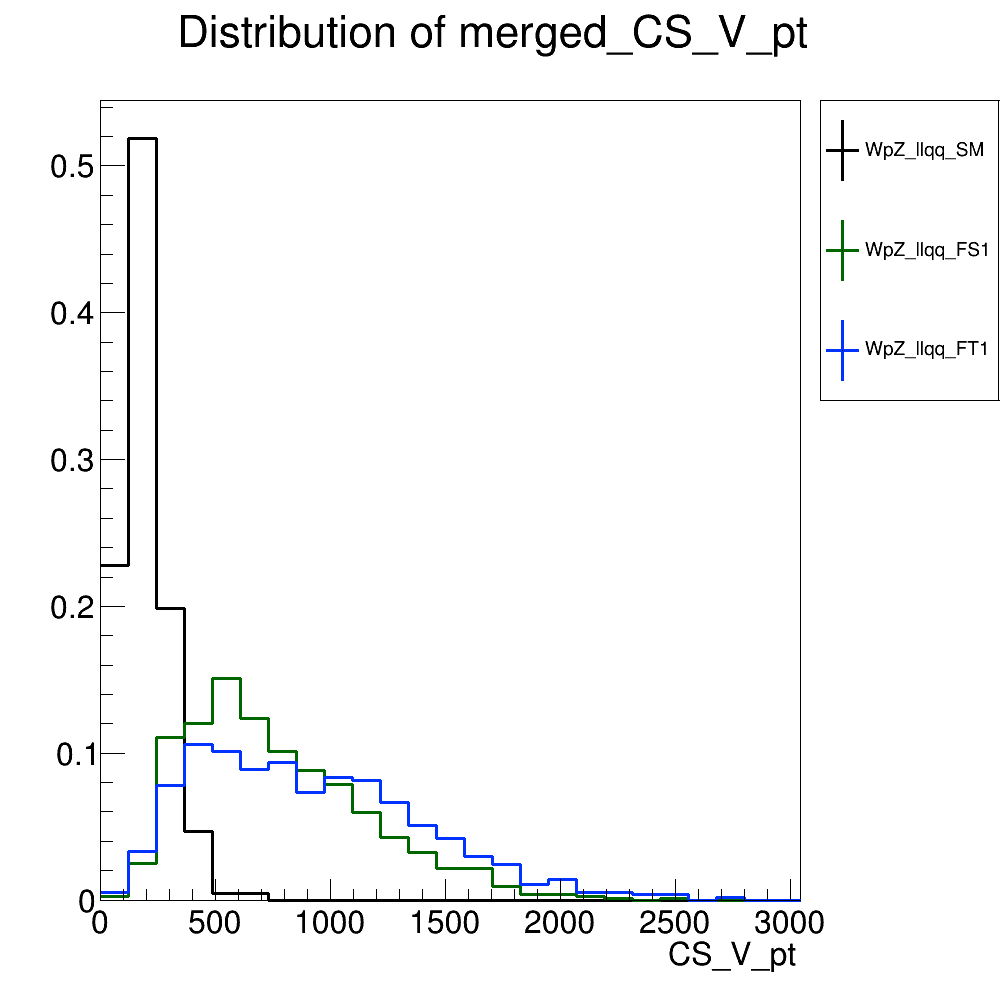 Distribution of merged_CS_V_pt
0.5
0.4
0.3
0.2
0.1
0
0 500 1000 1500 2000 2500 3000
CS_V_pt
WpZ_llqq_SM
WpZ_llqq_FS1
WpZ_llqq_FT1